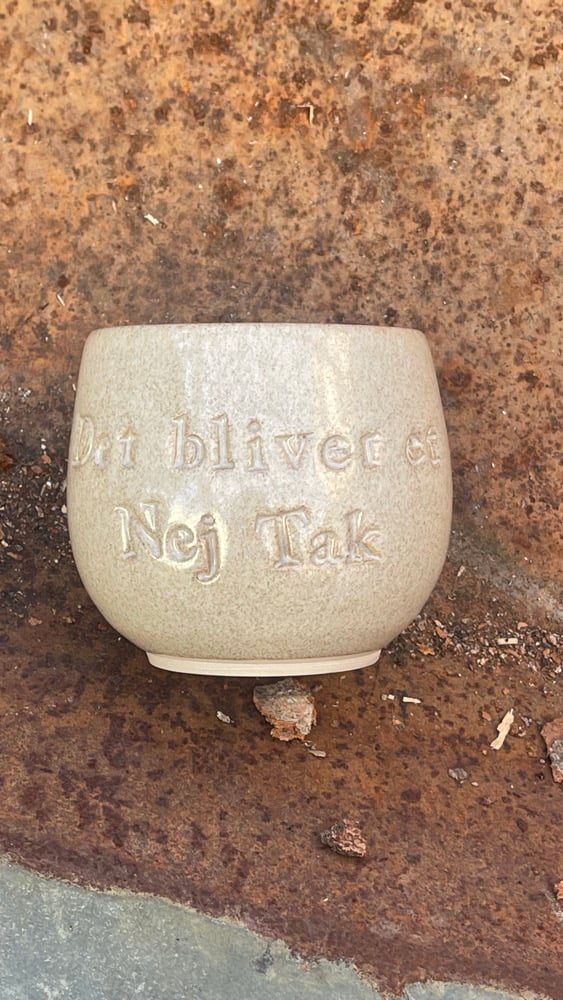 Det bliver et
Nej Tak